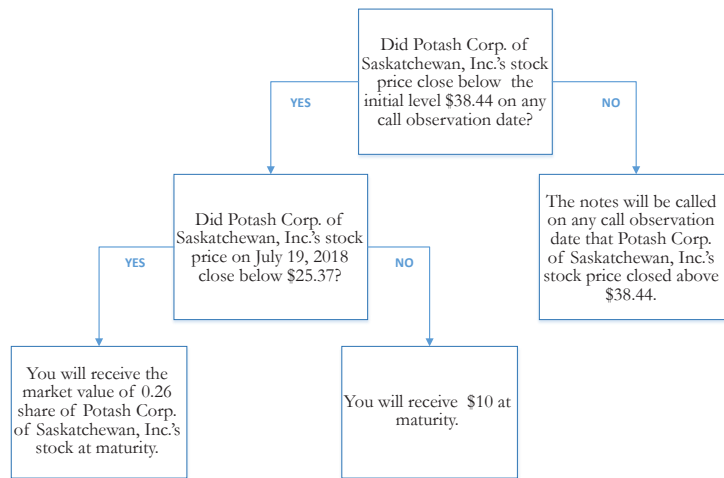 Did Potash Corp. of
Saskatchewan, Inc.'s stock
price close below the
initial level $38.44 on any
call observation date?
YES
NO
Did Potash Corp. of
Saskatchewan, Inc.'s stock
price on July 19, 2018
close below $25.37?
The notes will be called
on any call observation
date that Potash Corp.
of Saskatchewan, Inc.'s
stock price closed above
$38.44.
YES
NO
You will receive the
market value of 0.26
share of Potash Corp.
of Saskatchewan, Inc.'s
stock at maturity.
You will receive $10 at
maturity.